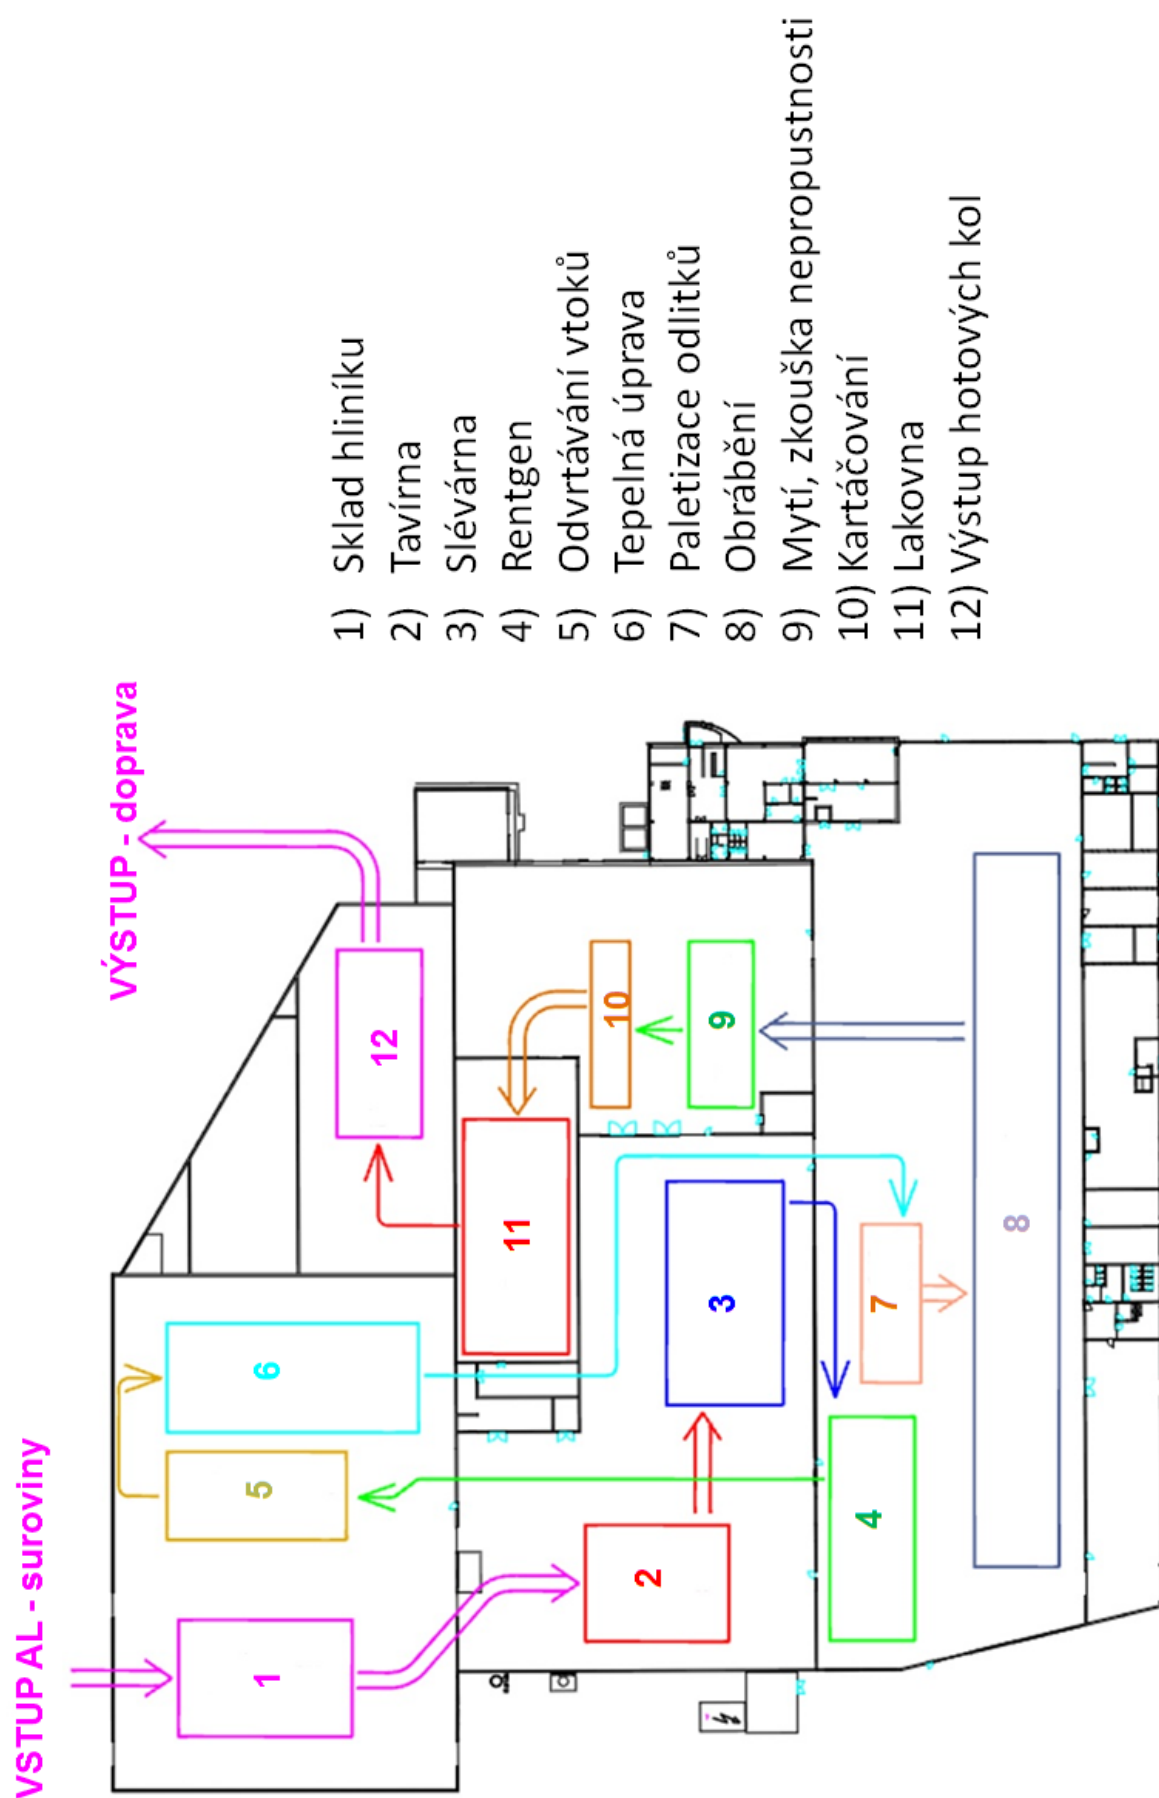 VSTUP AL - suroviny
VÝSTUP - doprava
1
2
3
4
5
6
7
8
9
10
11
12
1) Sklad hliníku
2) Tavírna
3) Slévárna
4) Rentgen
5) Odvrtávání vtoků
6) Tepelná úprava
7) Paletizace odlitků
8) Obrábění
9) Mytí, zkouška nepropustnosti
10) Kartáčování
11) Lakovna
12) Výstup hotových kol